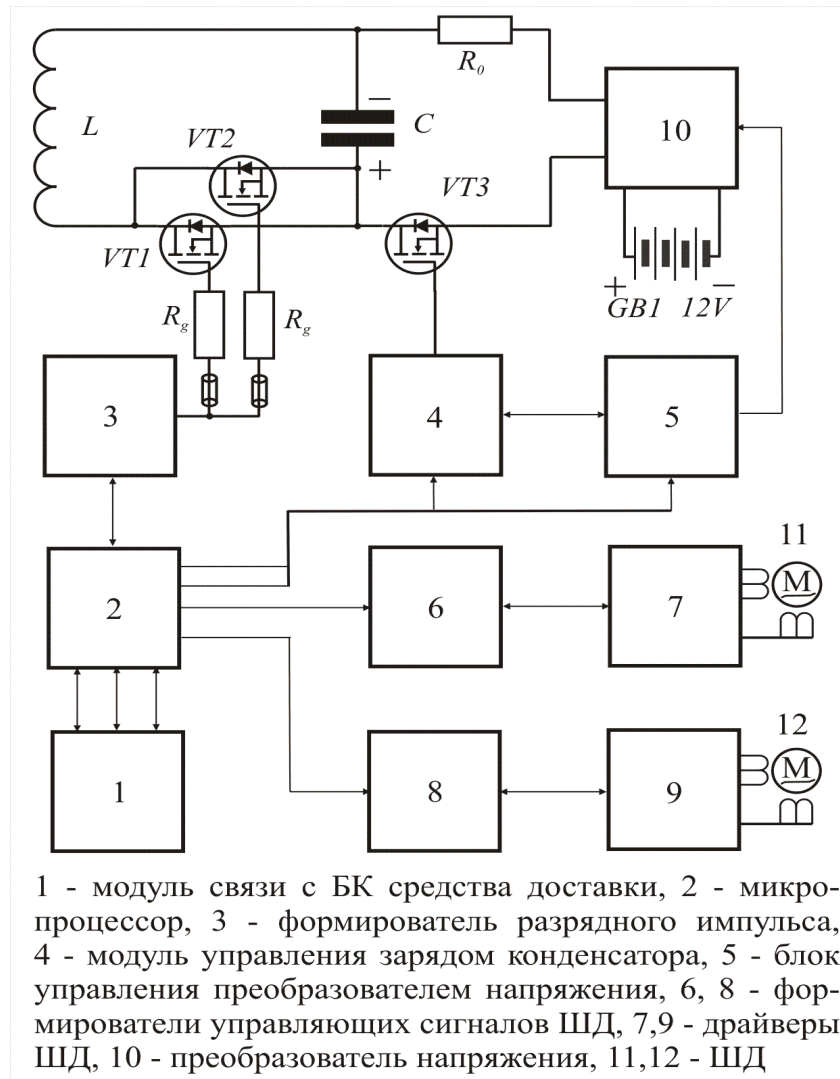 R₀
L
VT2
−
C
10
+
VT3
VT1
+
−
GB1 12V
R_g
R_g
3
4
5
11
M
2
6
7
12
M
1
8
9
1 - модуль связи с БК средства доставки, 2 - микро-
процессор, 3 - формирователь разрядного импульса,
4 - модуль управления зарядом конденсатора, 5 - блок
управления преобразователем напряжения, 6, 8 - фор-
мирователи управляющих сигналов ШД, 7,9 - драйверы
ШД, 10 - преобразователь напряжения, 11,12 - ШД